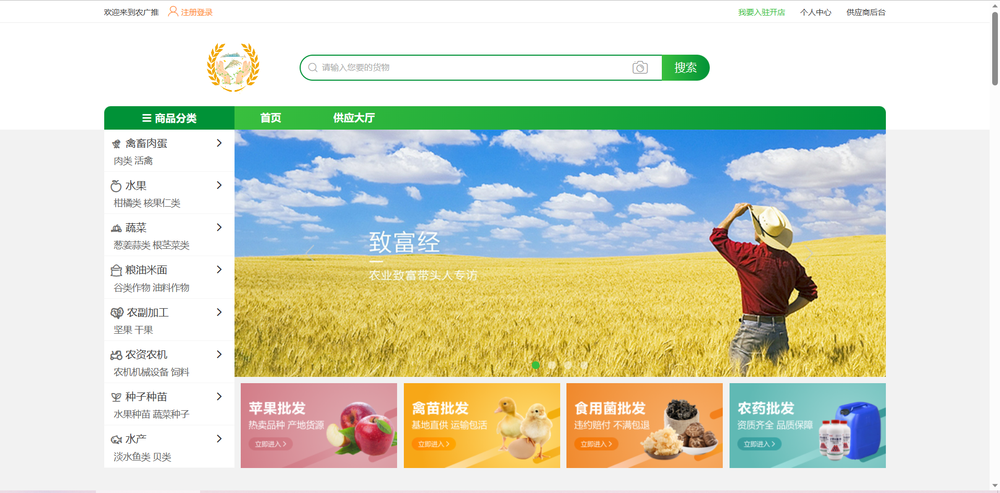 欢迎来到农广推 注册登录 我要入驻开店 个人中心 供应商后台
请输入您要的货物 搜索
商品分类 首页 供应大厅
禽畜肉蛋
肉类 活禽
水果
柑橘类 核果仁类
蔬菜
葱姜蒜类 根茎菜类
粮油米面
谷类作物 油料作物
农副加工
坚果 干果
农资农机
农机机械设备 饲料
种子种苗
水果种苗 蔬菜种子
水产
淡水鱼类 贝类
致富经
农业致富带头人专访
苹果批发
热卖品种 产地货源
立即进入
禽苗批发
基地直供 运输包活
立即进入
食用菌批发
违约赔付 不满包退
立即进入
农药批发
资质齐全 品质保障
立即进入